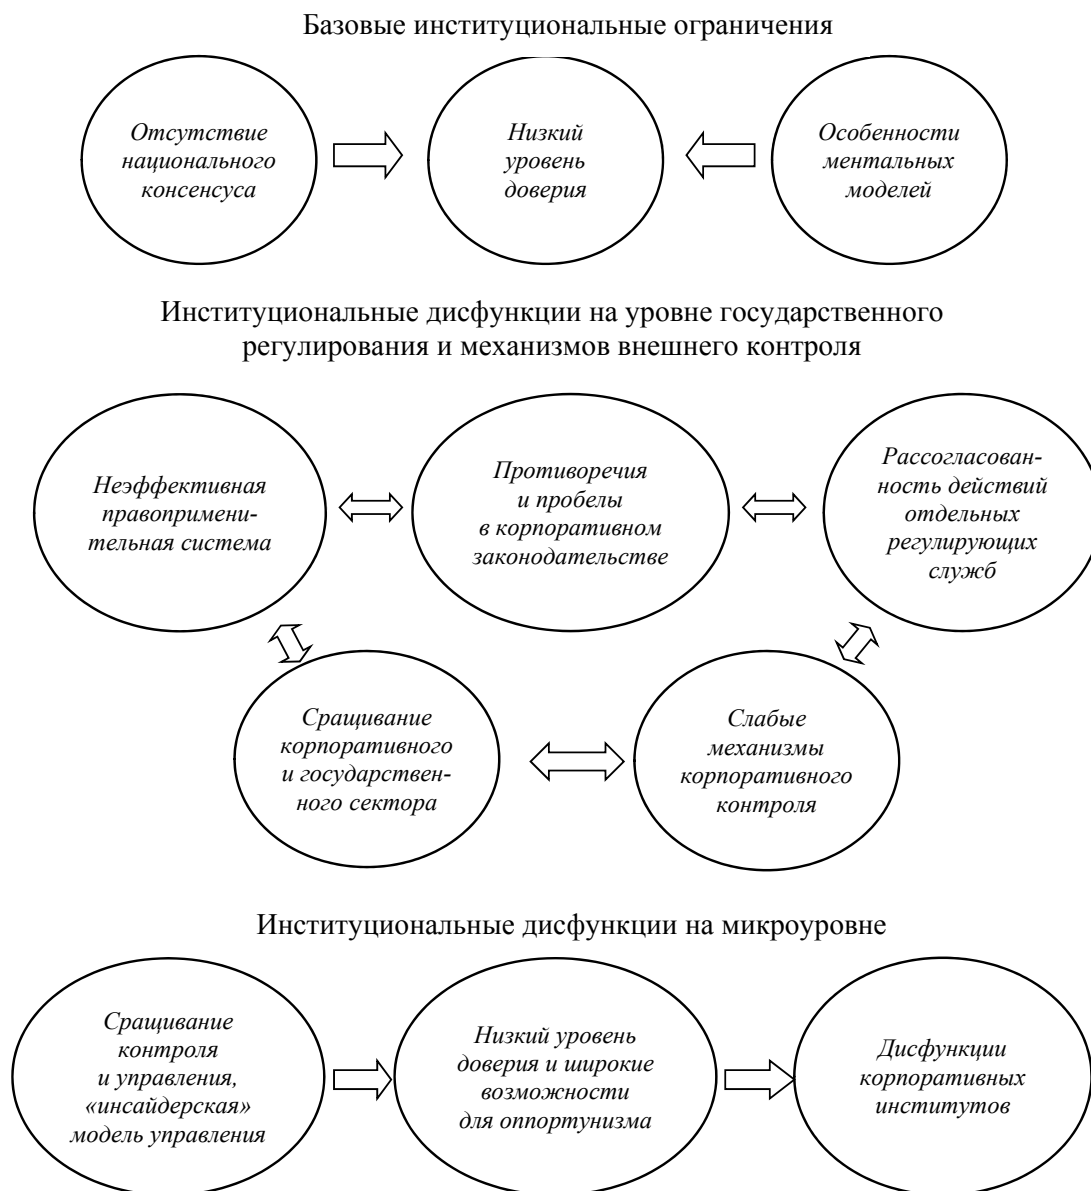 Базовые институциональные ограничения
Отсутствие
национального
консенсуса
Низкий
уровень
доверия
Особенности
ментальных
моделей
Институциональные дисфункции на уровне государственного
регулирования и механизмов внешнего контроля
Неэффективная
правопримени-
тельная система
Противоречия
и пробелы
в корпоративном
законодательстве
Рассогласован-
ность действий
отдельных
регулирующих
служб
Сращивание
корпоративного
и государствен-
ного сектора
Слабые
механизмы
корпоративного
контроля
Институциональные дисфункции на микроуровне
Сращивание
контроля
и управления,
«инсайдерская»
модель управления
Низкий уровень
доверия и широкие
возможности
для оппортунизма
Дисфункции
корпоративных
институтов